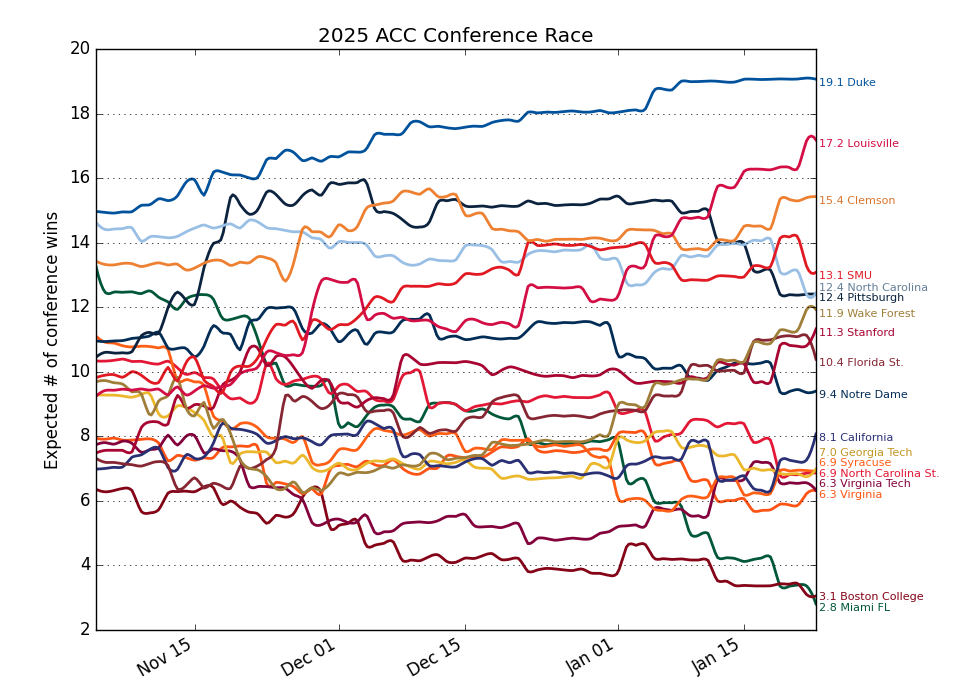 2025 ACC Conference Race
Expected # of conference wins
20
18
16
14
12
10
8
6
4
2
Nov 15
Dec 01
Dec 15
Jan 01
Jan 15
19.1 Duke
17.2 Louisville
15.4 Clemson
13.1 SMU
12.4 North Carolina
12.4 Pittsburgh
11.9 Wake Forest
11.3 Stanford
10.4 Florida St.
9.4 Notre Dame
8.1 California
7.0 Georgia Tech
6.9 Syracuse
6.9 North Carolina St.
6.3 Virginia Tech
6.3 Virginia
3.1 Boston College
2.8 Miami FL